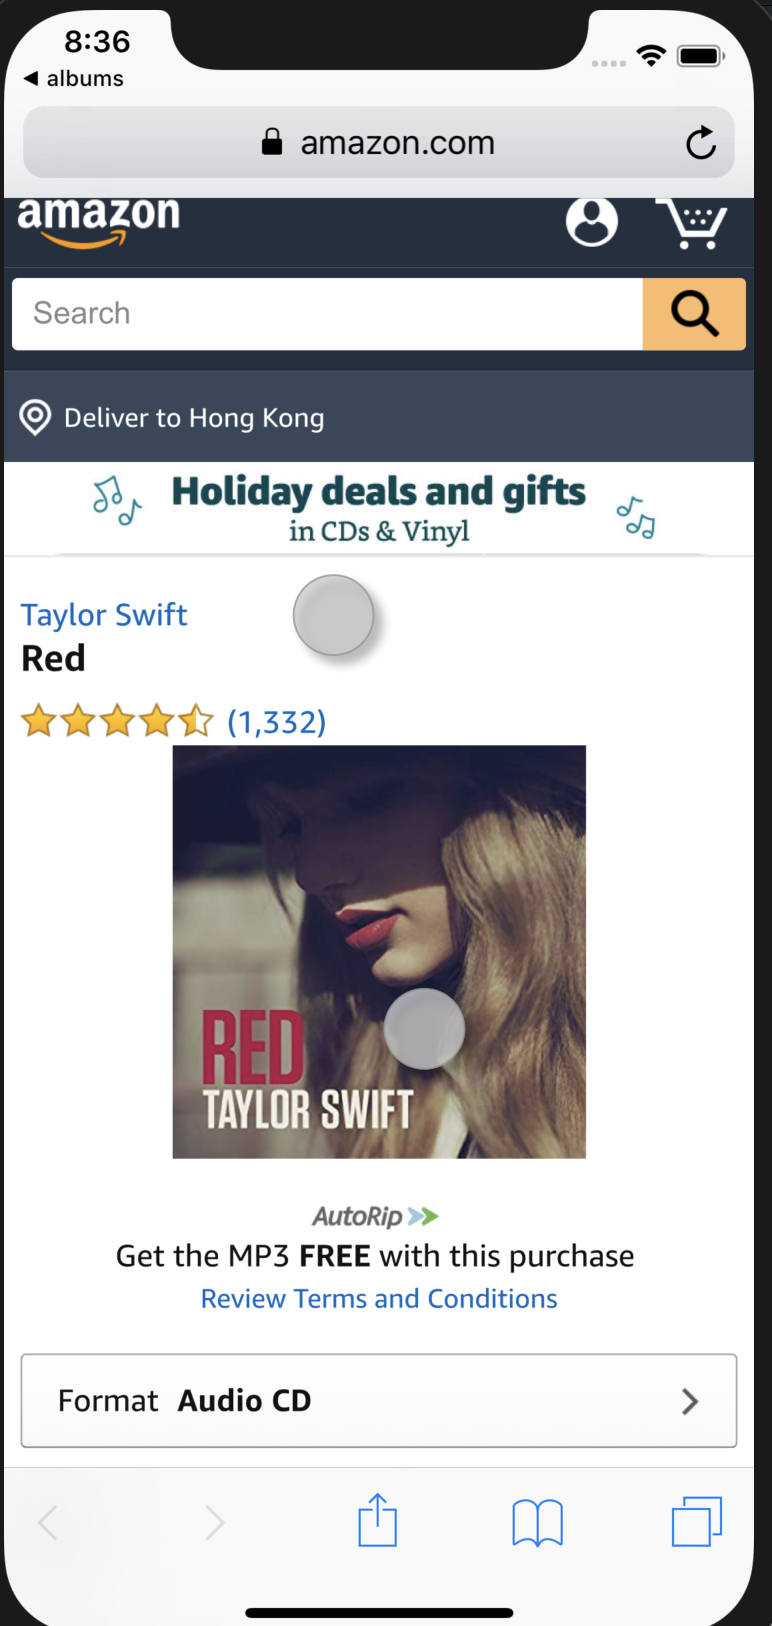 8:36
albums
amazon.com
amazon
Search
Deliver to Hong Kong
Holiday deals and gifts
in CDs & Vinyl
Taylor Swift
Red
(1,332)
RED
TAYLOR SWIFT
AutoRip
Get the MP3 FREE with this purchase
Review Terms and Conditions
Format Audio CD